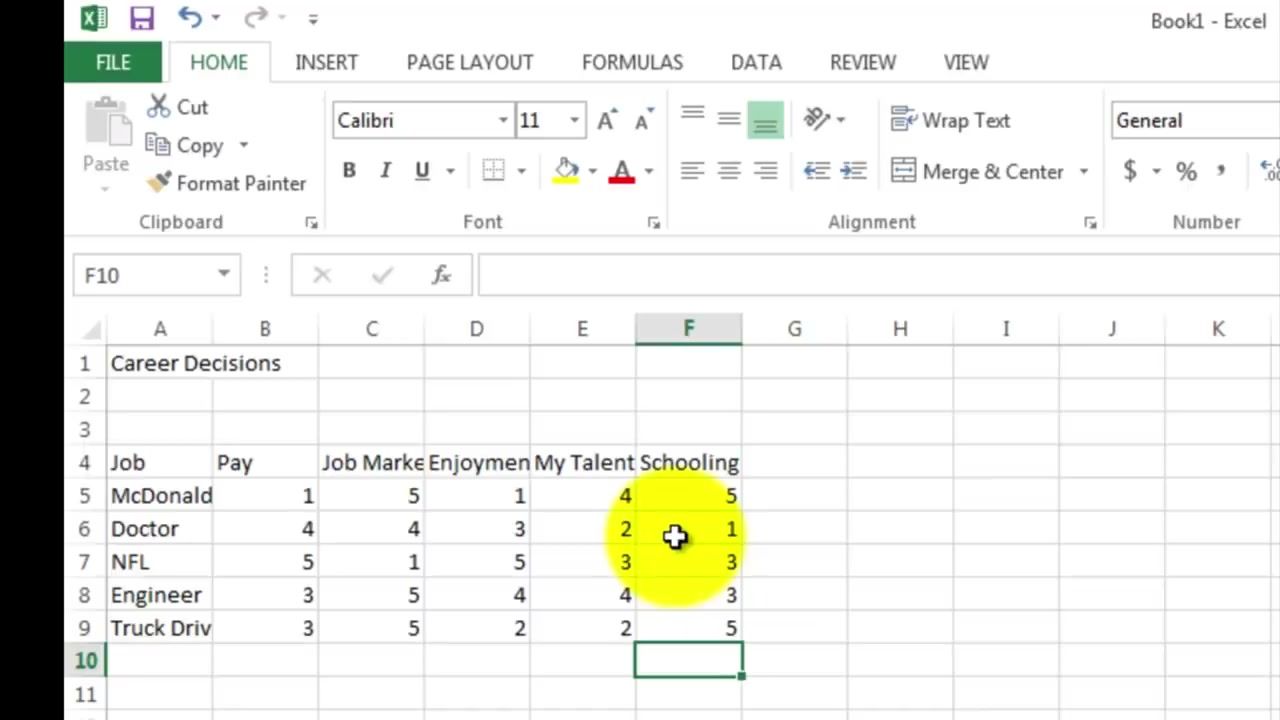 Book1 - Excel
FILE HOME INSERT PAGE LAYOUT FORMULAS DATA REVIEW VIEW
Cut
Copy
Format Painter
Paste
Calibri 11
B I U A
Wrap Text
Merge & Center
General
$ % ,
Clipboard Font Alignment Number
F10 fx
A B C D E F G H I J K
1 Career Decisions
2
3
4 Job Pay Job Marke Enjoymen My Talent Schooling
5 McDonald 1 5 1 4 5
6 Doctor 4 4 3 2 1
7 NFL 5 1 5 3 3
8 Engineer 3 5 4 4 3
9 Truck Driv 3 5 2 2 5
10
11